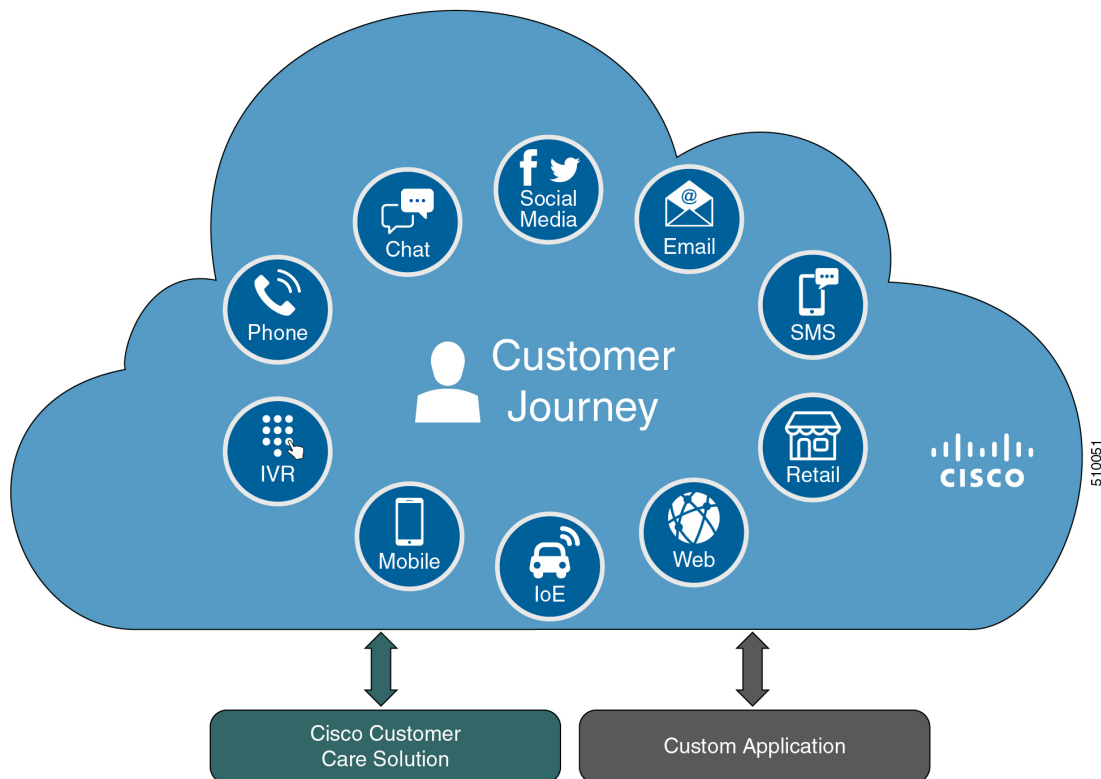 Social
Media
Chat
@
Email
Phone
SMS
Customer
Journey
IVR
Retail
CISCO
510051
Mobile
Web
IoE
Cisco Customer
Care Solution
Custom Application